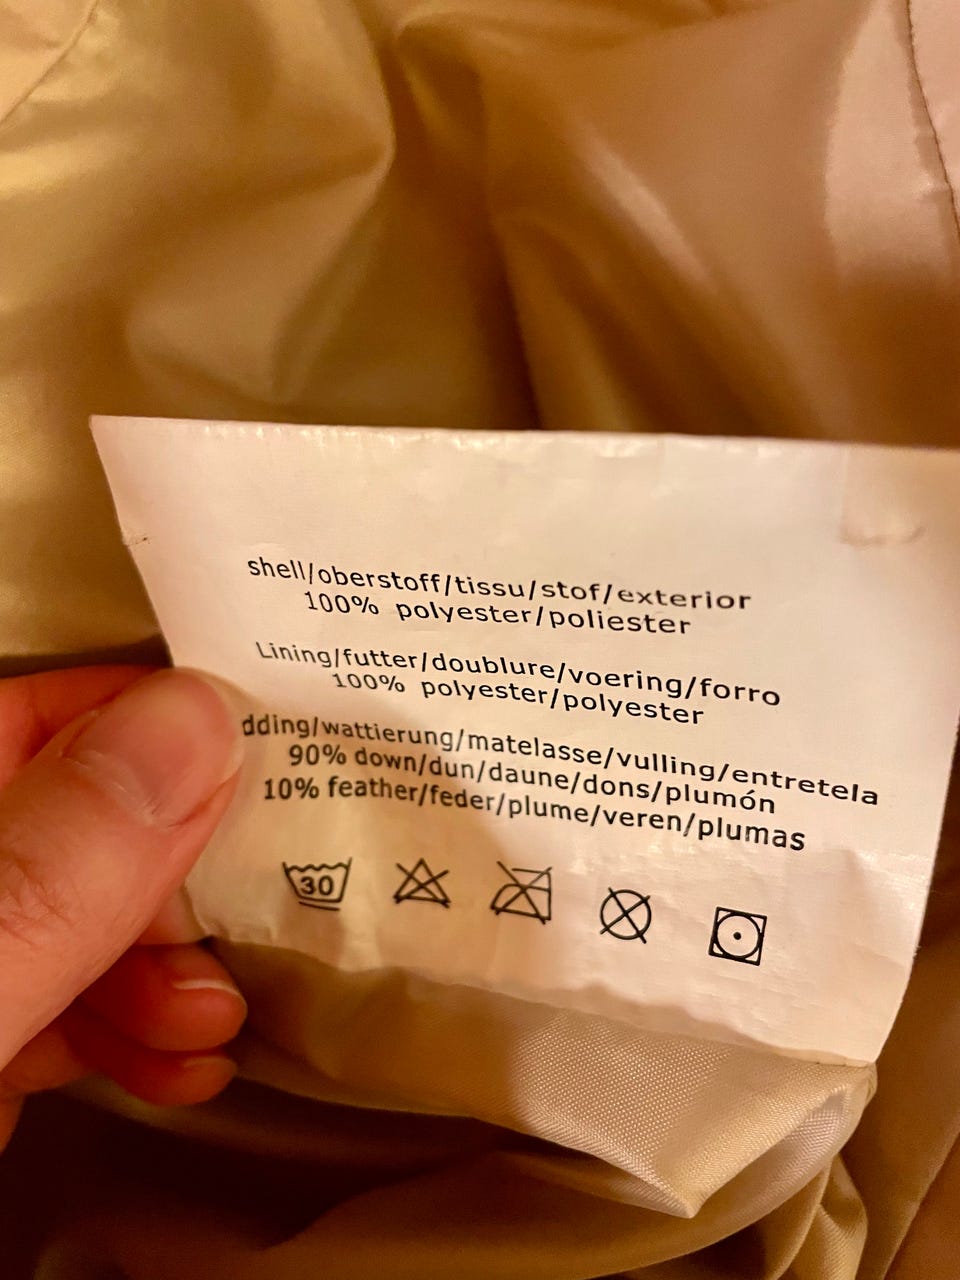 shell/oberstoff/tissu/stof/exterior
100% polyester/poliester
Lining/futter/doublure/voering/forro
100% polyester/polyester
dding/wattierung/matelasse/vulling/entretela
90% down/dun/daune/dons/plumón
10% feather/feder/plume/veren/plumas
30